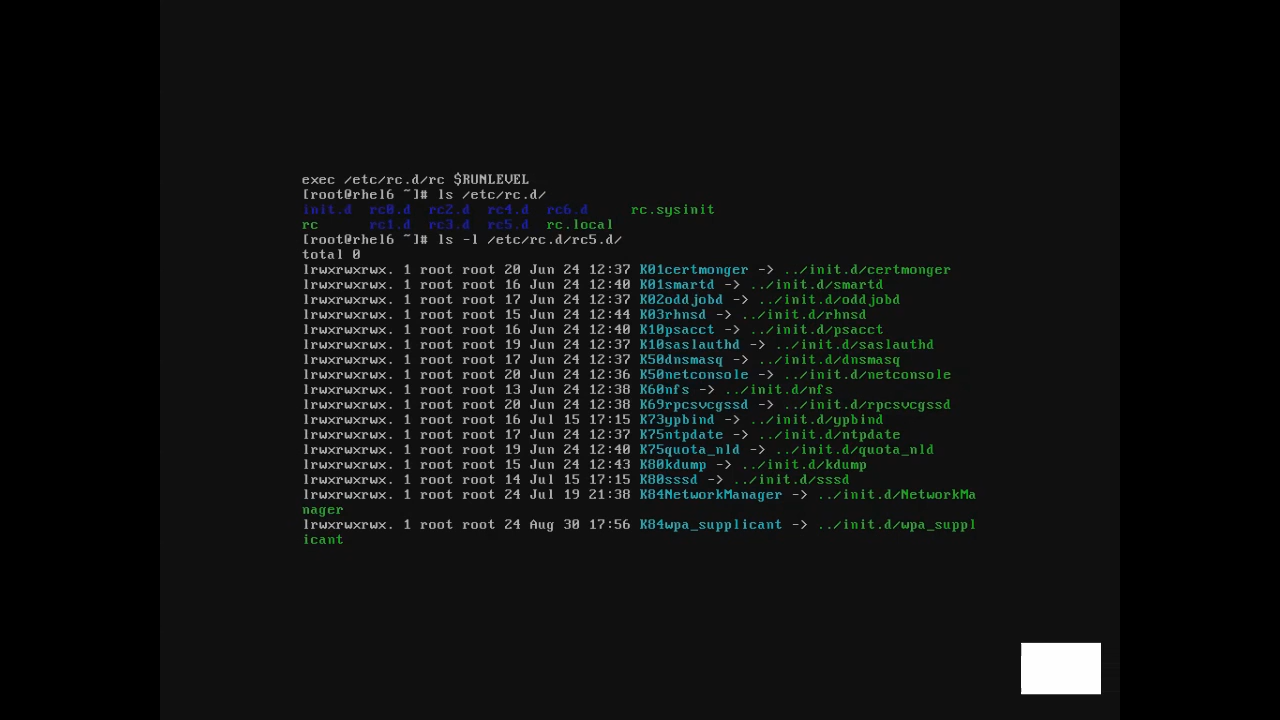 exec /etc/rc.d/rc $RUNLEVEL
[root@rhel6 ~]# ls /etc/rc.d/
init.d  rc0.d  rc2.d  rc4.d  rc6.d     rc.sysinit
rc      rc1.d  rc3.d  rc5.d  rc.local
[root@rhel6 ~]# ls -l /etc/rc.d/rc5.d/
total 0
lrwxrwxrwx. 1 root root 20 Jun 24 12:37 K01certmonger -> ../init.d/certmonger
lrwxrwxrwx. 1 root root 16 Jun 24 12:40 K01smartd -> ../init.d/smartd
lrwxrwxrwx. 1 root root 17 Jun 24 12:37 K02oddjobd -> ../init.d/oddjobd
lrwxrwxrwx. 1 root root 15 Jun 24 12:44 K03rhnsd -> ../init.d/rhnsd
lrwxrwxrwx. 1 root root 16 Jun 24 12:40 K10psacct -> ../init.d/psacct
lrwxrwxrwx. 1 root root 19 Jun 24 12:37 K10saslauthd -> ../init.d/saslauthd
lrwxrwxrwx. 1 root root 17 Jun 24 12:37 K50dnsmasq -> ../init.d/dnsmasq
lrwxrwxrwx. 1 root root 20 Jun 24 12:36 K50netconsole -> ../init.d/netconsole
lrwxrwxrwx. 1 root root 13 Jun 24 12:38 K60nfs -> ../init.d/nfs
lrwxrwxrwx. 1 root root 20 Jun 24 12:38 K69rpcsvcgssd -> ../init.d/rpcsvcgssd
lrwxrwxrwx. 1 root root 16 Jul 15 17:15 K73ypbind -> ../init.d/ypbind
lrwxrwxrwx. 1 root root 17 Jun 24 12:37 K75ntpdate -> ../init.d/ntpdate
lrwxrwxrwx. 1 root root 19 Jun 24 12:40 K75quota_nld -> ../init.d/quota_nld
lrwxrwxrwx. 1 root root 15 Jun 24 12:43 K80kdump -> ../init.d/kdump
lrwxrwxrwx. 1 root root 14 Jul 15 17:15 K80sssd -> ../init.d/sssd
lrwxrwxrwx. 1 root root 24 Jul 19 21:38 K84NetworkManager -> ../init.d/NetworkMa
nager
lrwxrwxrwx. 1 root root 24 Aug 30 17:56 K84wpa_supplicant -> ../init.d/wpa_suppl
icant